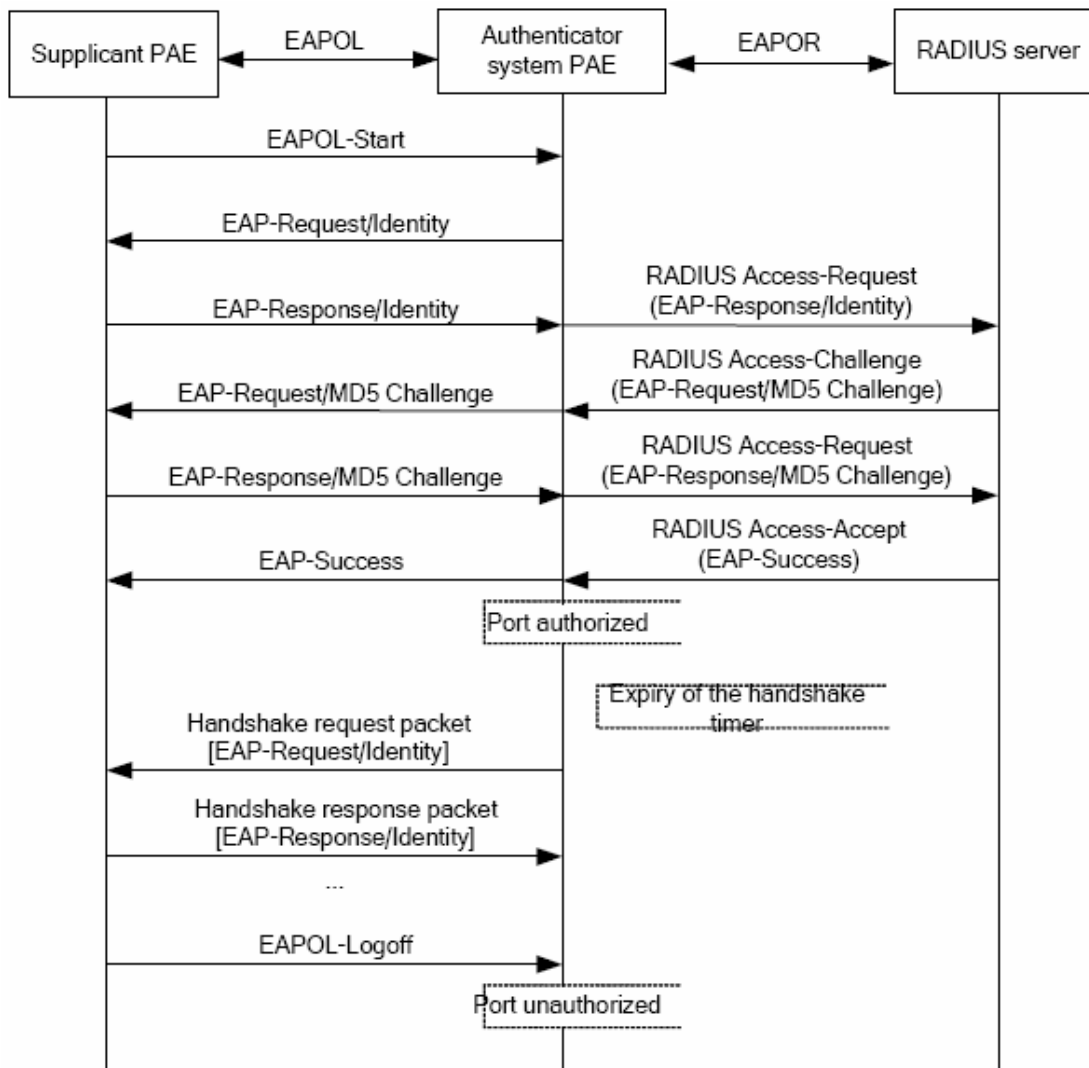 Supplicant PAE
EAPOL
Authenticator
system PAE
EAPOR
RADIUS server
EAPOL-Start
EAP-Request/Identity
EAP-Response/Identity
RADIUS Access-Request
(EAP-Response/Identity)
EAP-Request/MD5 Challenge
RADIUS Access-Challenge
(EAP-Request/MD5 Challenge)
EAP-Response/MD5 Challenge
RADIUS Access-Request
(EAP-Response/MD5 Challenge)
EAP-Success
RADIUS Access-Accept
(EAP-Success)
Port authorized
Expiry of the handshake
timer
Handshake request packet
[EAP-Request/Identity]
Handshake response packet
[EAP-Response/Identity]
...
EAPOL-Logoff
Port unauthorized